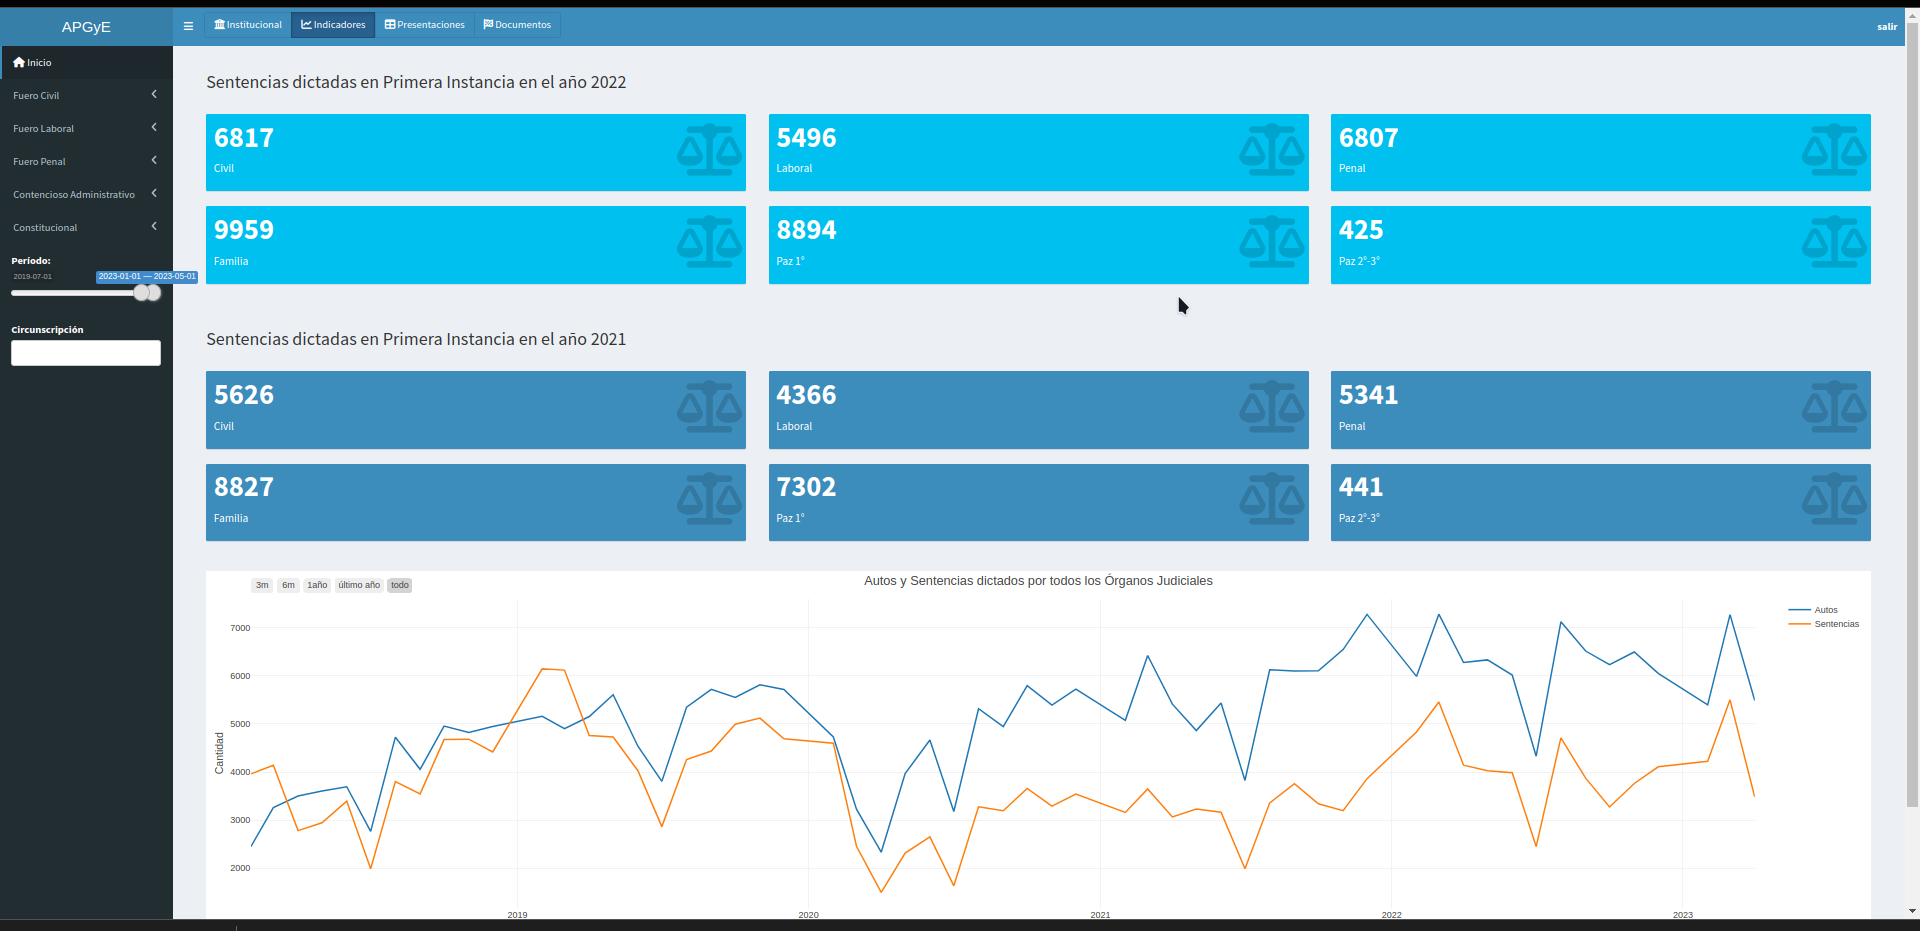 APGyE
Institucional
Indicadores
Presentaciones
Documentos
salir
Inicio
Fuero Civil
Fuero Laboral
Fuero Penal
Contencioso Administrativo
Constitucional
Período:
2019-07-01
2023-01-01 — 2023-05-01
Circunscripción
Sentencias dictadas en Primera Instancia en el año 2022
6817
Civil
5496
Laboral
6807
Penal
9959
Familia
8894
Paz 1°
425
Paz 2°-3°
Sentencias dictadas en Primera Instancia en el año 2021
5626
Civil
4366
Laboral
5341
Penal
8827
Familia
7302
Paz 1°
441
Paz 2°-3°
3m
6m
1año
último año
todo
Autos y Sentencias dictados por todos los Órganos Judiciales
Autos
Sentencias
Cantidad
7000
6000
5000
4000
3000
2000
2019
2020
2021
2022
2023